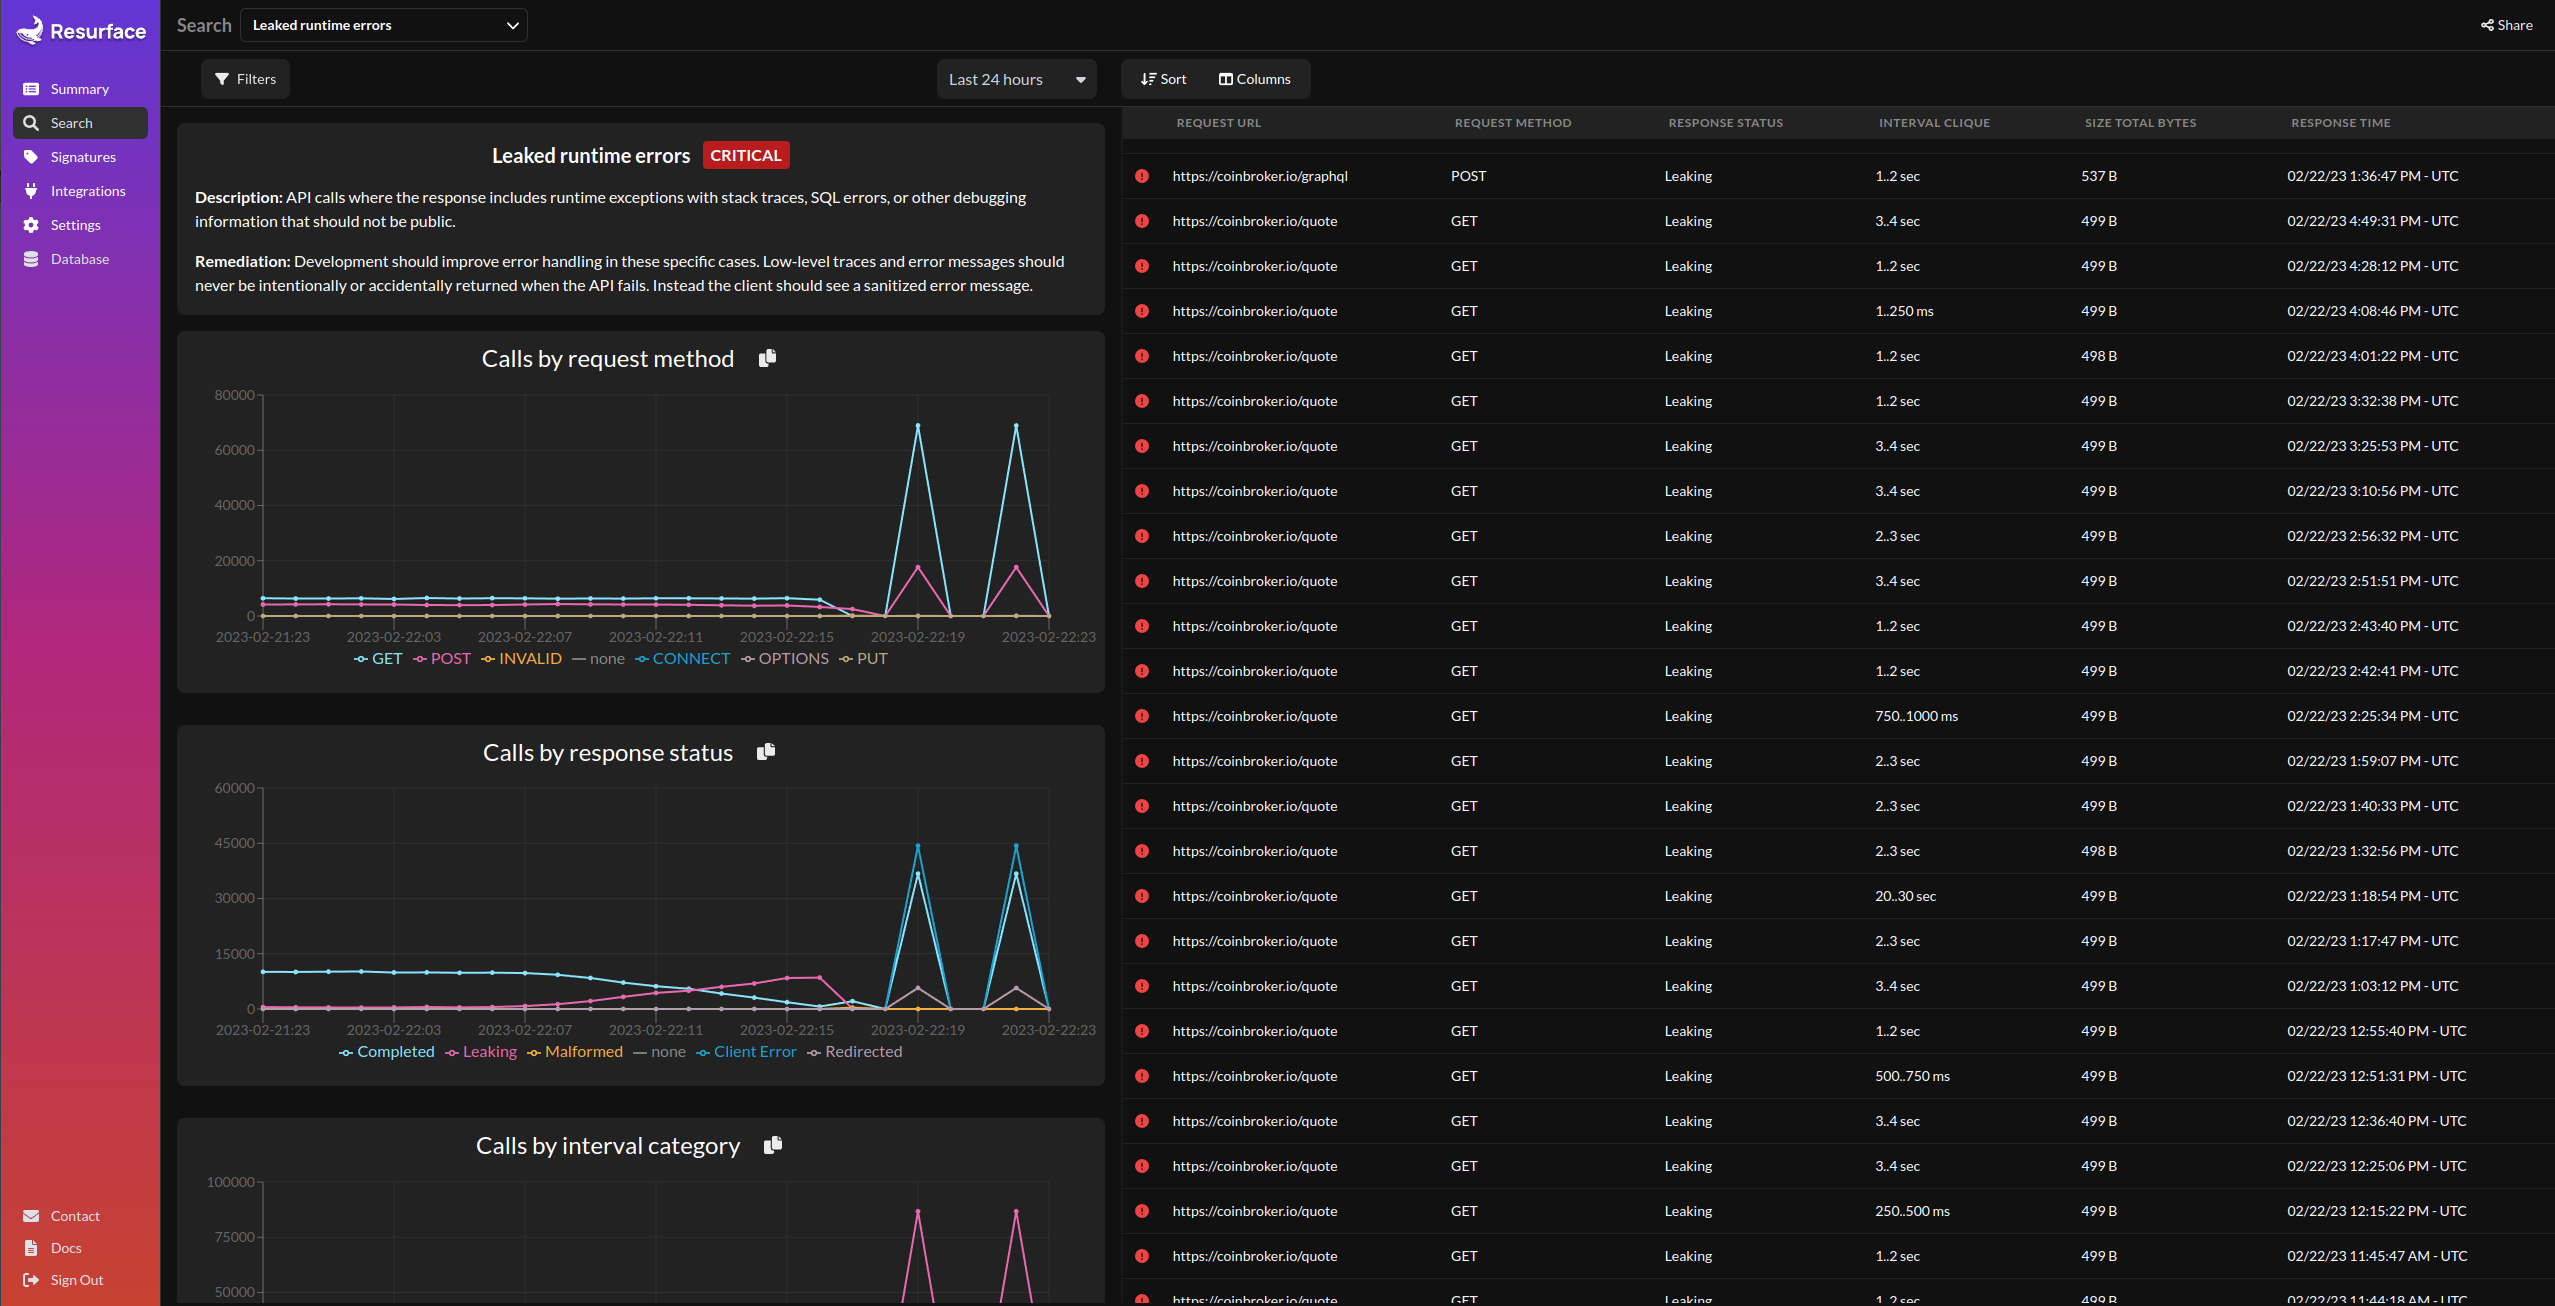 Resurface
Summary
Search
Signatures
Integrations
Settings
Database
Contact
Docs
Sign Out
Search Leaked runtime errors
Share
Filters
Last 24 hours
Sort Columns
Leaked runtime errors CRITICAL
Description: API calls where the response includes runtime exceptions with stack traces, SQL errors, or other debugging
information that should not be public.
Remediation: Development should improve error handling in these specific cases. Low-level traces and error messages should
never be intentionally or accidentally returned when the API fails. Instead the client should see a sanitized error message.
Calls by request method
80000
60000
40000
20000
0
2023-02-21:23 2023-02-22:03 2023-02-22:07 2023-02-22:11 2023-02-22:15 2023-02-22:19 2023-02-22:23
GET POST INVALID none CONNECT OPTIONS PUT
Calls by response status
60000
45000
30000
15000
0
2023-02-21:23 2023-02-22:03 2023-02-22:07 2023-02-22:11 2023-02-22:15 2023-02-22:19 2023-02-22:23
Completed Leaking Malformed none Client Error Redirected
Calls by interval category
100000
75000
50000
REQUEST URL REQUEST METHOD RESPONSE STATUS INTERVAL CLIQUE SIZE TOTAL BYTES RESPONSE TIME
https://coinbroker.io/graphql POST Leaking 1..2 sec 537 B 02/22/23 1:36:47 PM - UTC
https://coinbroker.io/quote GET Leaking 3..4 sec 499 B 02/22/23 4:49:31 PM - UTC
https://coinbroker.io/quote GET Leaking 1..2 sec 499 B 02/22/23 4:28:12 PM - UTC
https://coinbroker.io/quote GET Leaking 1..250 ms 499 B 02/22/23 4:08:46 PM - UTC
https://coinbroker.io/quote GET Leaking 1..2 sec 498 B 02/22/23 4:01:22 PM - UTC
https://coinbroker.io/quote GET Leaking 1..2 sec 499 B 02/22/23 3:32:38 PM - UTC
https://coinbroker.io/quote GET Leaking 3..4 sec 499 B 02/22/23 3:25:53 PM - UTC
https://coinbroker.io/quote GET Leaking 3..4 sec 499 B 02/22/23 3:10:56 PM - UTC
https://coinbroker.io/quote GET Leaking 2..3 sec 499 B 02/22/23 2:56:32 PM - UTC
https://coinbroker.io/quote GET Leaking 3..4 sec 499 B 02/22/23 2:51:51 PM - UTC
https://coinbroker.io/quote GET Leaking 1..2 sec 499 B 02/22/23 2:43:40 PM - UTC
https://coinbroker.io/quote GET Leaking 1..2 sec 499 B 02/22/23 2:42:41 PM - UTC
https://coinbroker.io/quote GET Leaking 750..1000 ms 499 B 02/22/23 2:25:34 PM - UTC
https://coinbroker.io/quote GET Leaking 2..3 sec 499 B 02/22/23 1:59:07 PM - UTC
https://coinbroker.io/quote GET Leaking 2..3 sec 499 B 02/22/23 1:40:33 PM - UTC
https://coinbroker.io/quote GET Leaking 2..3 sec 498 B 02/22/23 1:32:56 PM - UTC
https://coinbroker.io/quote GET Leaking 20..30 sec 499 B 02/22/23 1:18:54 PM - UTC
https://coinbroker.io/quote GET Leaking 2..3 sec 499 B 02/22/23 1:17:47 PM - UTC
https://coinbroker.io/quote GET Leaking 3..4 sec 499 B 02/22/23 1:03:12 PM - UTC
https://coinbroker.io/quote GET Leaking 1..2 sec 499 B 02/22/23 12:55:40 PM - UTC
https://coinbroker.io/quote GET Leaking 500..750 ms 499 B 02/22/23 12:51:31 PM - UTC
https://coinbroker.io/quote GET Leaking 3..4 sec 499 B 02/22/23 12:36:40 PM - UTC
https://coinbroker.io/quote GET Leaking 3..4 sec 499 B 02/22/23 12:25:06 PM - UTC
https://coinbroker.io/quote GET Leaking 250..500 ms 499 B 02/22/23 12:15:22 PM - UTC
https://coinbroker.io/quote GET Leaking 1..2 sec 499 B 02/22/23 11:45:47 AM - UTC
https://coinbroker.io/quote GET Leaking 1..2 sec 499 B 02/22/23 11:44:18 AM - UTC